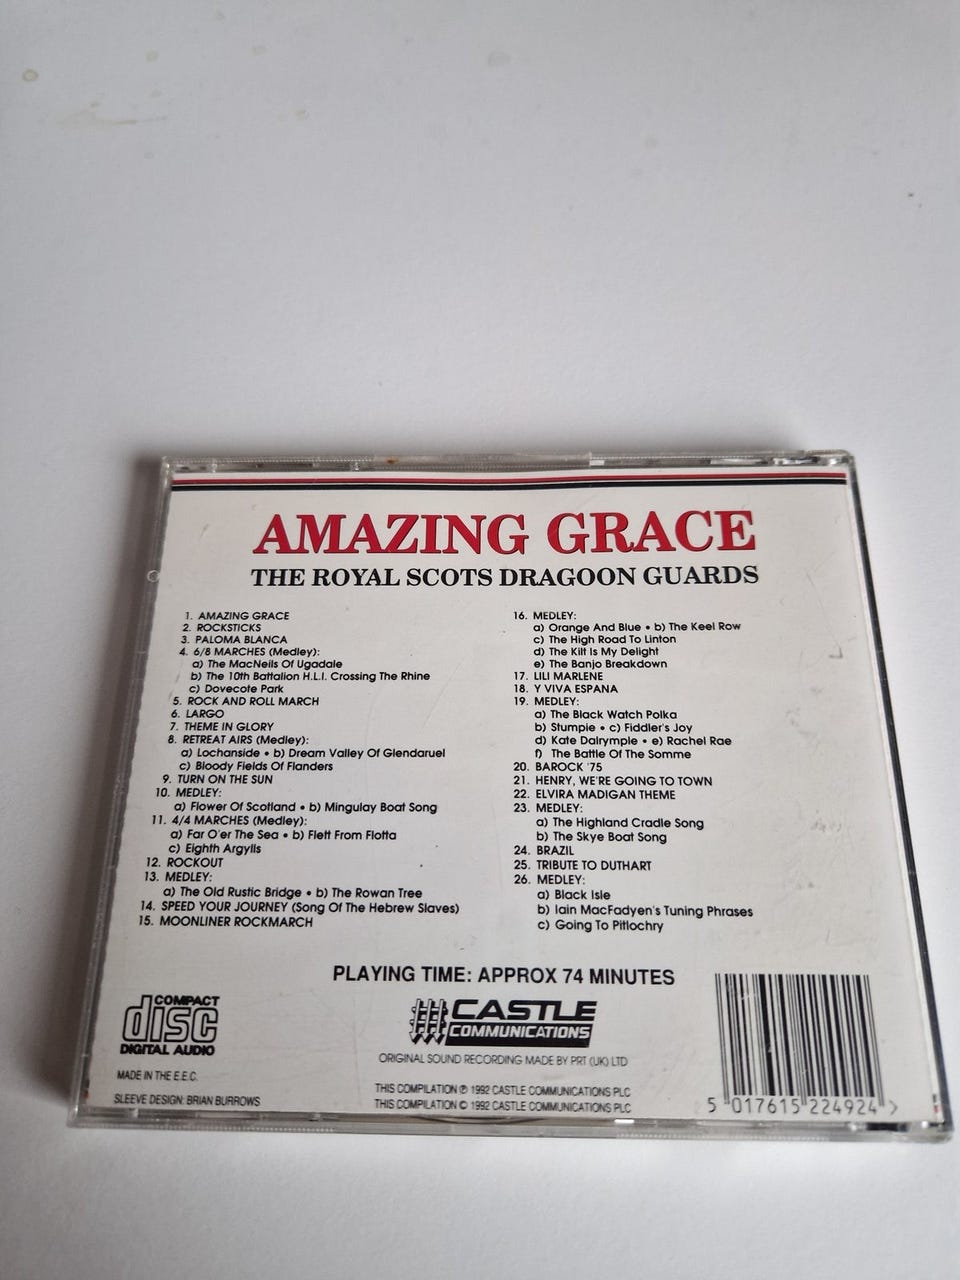 AMAZING GRACE
THE ROYAL SCOTS DRAGOON GUARDS
1. AMAZING GRACE
2. ROCKSTICKS
3. PALOMA BLANCA
4. 6/8 MARCHES (Medley):
a) The MacNeils Of Ugadale
b) The 10th Battalion H.L.I. Crossing The Rhine
c) Dovecote Park
5. ROCK AND ROLL MARCH
6. LARGO
7. THEME IN GLORY
8. RETREAT AIRS (Medley):
a) Lochanside • b) Dream Valley Of Glendaruel
c) Bloody Fields Of Flanders
9. TURN ON THE SUN
10. MEDLEY:
a) Flower Of Scotland • b) Mingulay Boat Song
11. 4/4 MARCHES (Medley):
a) Far O'er The Sea • b) Flett From Flotta
c) Eighth Argylls
12. ROCKOUT
13. MEDLEY:
a) The Old Rustic Bridge • b) The Rowan Tree
14. SPEED YOUR JOURNEY (Song Of The Hebrew Slaves)
15. MOONLINER ROCKMARCH
16. MEDLEY:
a) Orange And Blue • b) The Keel Row
c) The High Road To Linton
d) The Kilt Is My Delight
e) The Banjo Breakdown
17. LILI MARLENE
18. Y VIVA ESPANA
19. MEDLEY:
a) The Black Watch Polka
b) Stumpie • c) Fiddler's Joy
d) Kate Dalrymple • e) Rachel Rae
f) The Battle Of The Somme
20. BAROCK '75
21. HENRY, WE'RE GOING TO TOWN
22. ELVIRA MADIGAN THEME
23. MEDLEY:
a) The Highland Cradle Song
b) The Skye Boat Song
24. BRAZIL
25. TRIBUTE TO DUTHART
26. MEDLEY:
a) Black Isle
b) Iain MacFadyen's Tuning Phrases
c) Going To Pitlochry
PLAYING TIME: APPROX 74 MINUTES
COMPACT
disc
DIGITAL AUDIO
CASTLE
COMMUNICATIONS
ORIGINAL SOUND RECORDING MADE BY PRT (UK) LTD
MADE IN THE E.E.C.
SLEEVE DESIGN: BRIAN BURROWS
THIS COMPILATION ℗ 1992 CASTLE COMMUNICATIONS PLC
THIS COMPILATION © 1992 CASTLE COMMUNICATIONS PLC
5 017615 224924 >